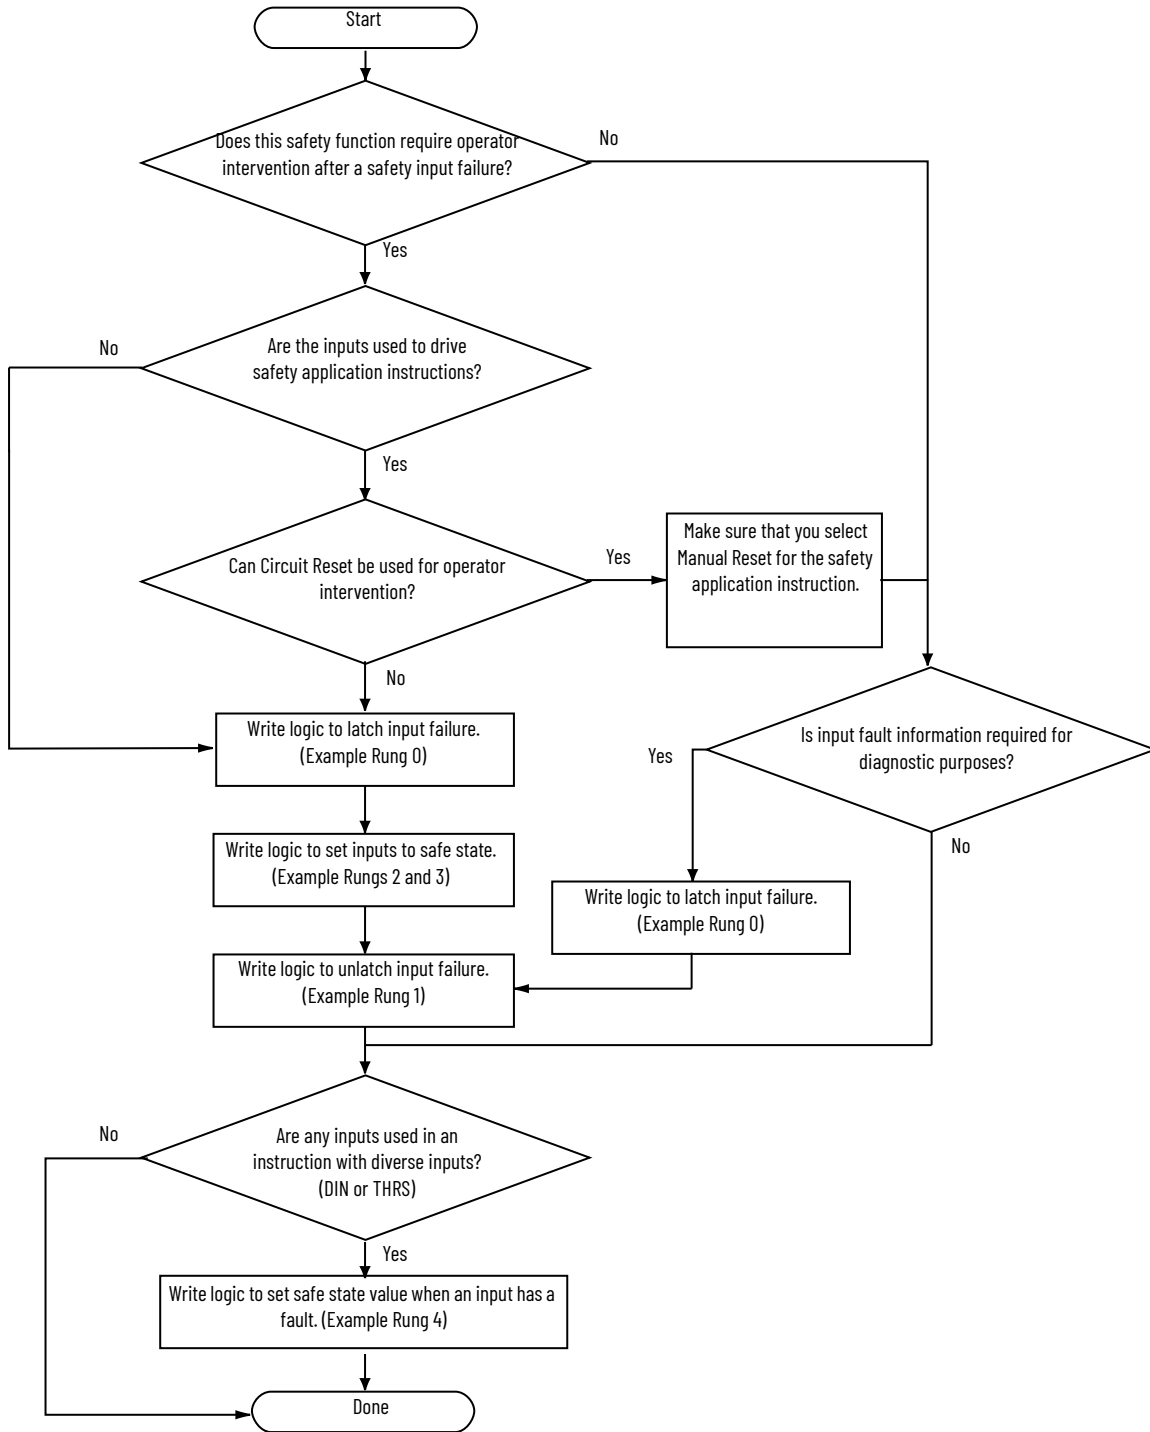 Start
Does this safety function require operator
intervention after a safety input failure?
No
Yes
Are the inputs used to drive
safety application instructions?
No
Yes
Can Circuit Reset be used for operator
intervention?
Yes
Make sure that you select
Manual Reset for the safety
application instruction.
No
Write logic to latch input failure.
(Example Rung 0)
Is input fault information required for
diagnostic purposes?
Yes
No
Write logic to set inputs to safe state.
(Example Rungs 2 and 3)
Write logic to latch input failure.
(Example Rung 0)
Write logic to unlatch input failure.
(Example Rung 1)
Are any inputs used in an
instruction with diverse inputs?
(DIN or THRS)
No
Yes
Write logic to set safe state value when an input has a
fault. (Example Rung 4)
Done